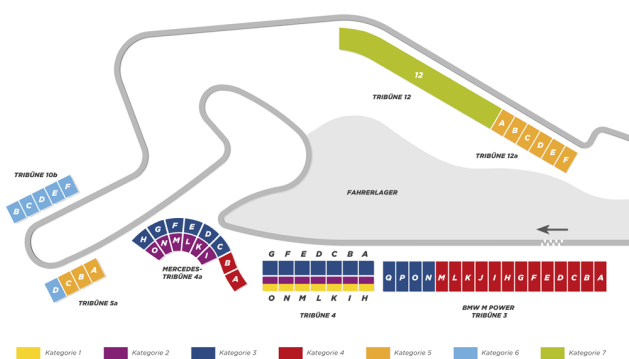 12
TRIBÜNE 12
A
B
C
D
E
F
TRIBÜNE 12a
TRIBÜNE 10b
B C D E F
FAHRERLAGER
H G F E D C
O N M L K I
B
A
MERCEDES-
TRIBÜNE 4a
D C B A
TRIBÜNE 5a
G F E D C B A
O N M L K I H
TRIBÜNE 4
Q P O N M L K J I H G F E D C B A
BMW M POWER
TRIBÜNE 3
Kategorie 1 Kategorie 2 Kategorie 3 Kategorie 4 Kategorie 5 Kategorie 6 Kategorie 7